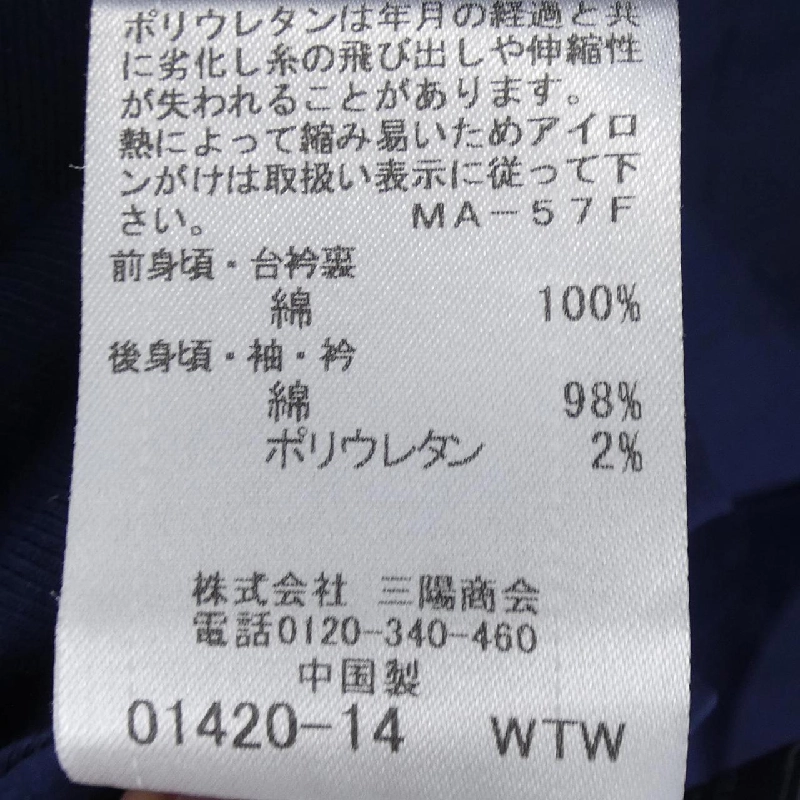 ポリウレタンは年月の経過と共
に劣化し糸の飛び出しや伸縮性
が失われることがあります。
熱によって縮み易いためアイロ
ンがけは取扱い表示に従って下
さい。 MA-57F
前身頃・台衿裏
綿 100%
後身頃・袖・衿
綿 98%
ポリウレタン 2%
株式会社 三陽商会
電話0120-340-460
中国製
01420-14 WTW